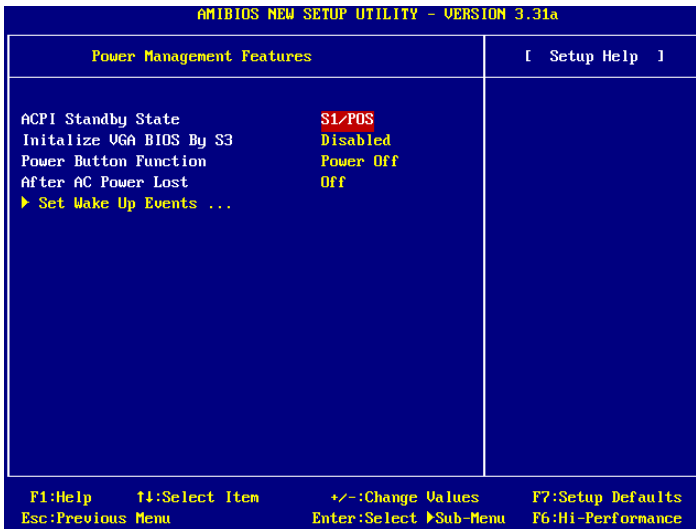 AMIBIOS NEW SETUP UTILITY - VERSION 3.31a
Power Management Features
[ Setup Help ]
ACPI Standby State S1/POS
Initalize VGA BIOS By S3 Disabled
Power Button Function Power Off
After AC Power Lost Off
▶ Set Wake Up Events ...
F1:Help ↑↓:Select Item +/-:Change Values F7:Setup Defaults
Esc:Previous Menu Enter:Select ▶Sub-Menu F6:Hi-Performance